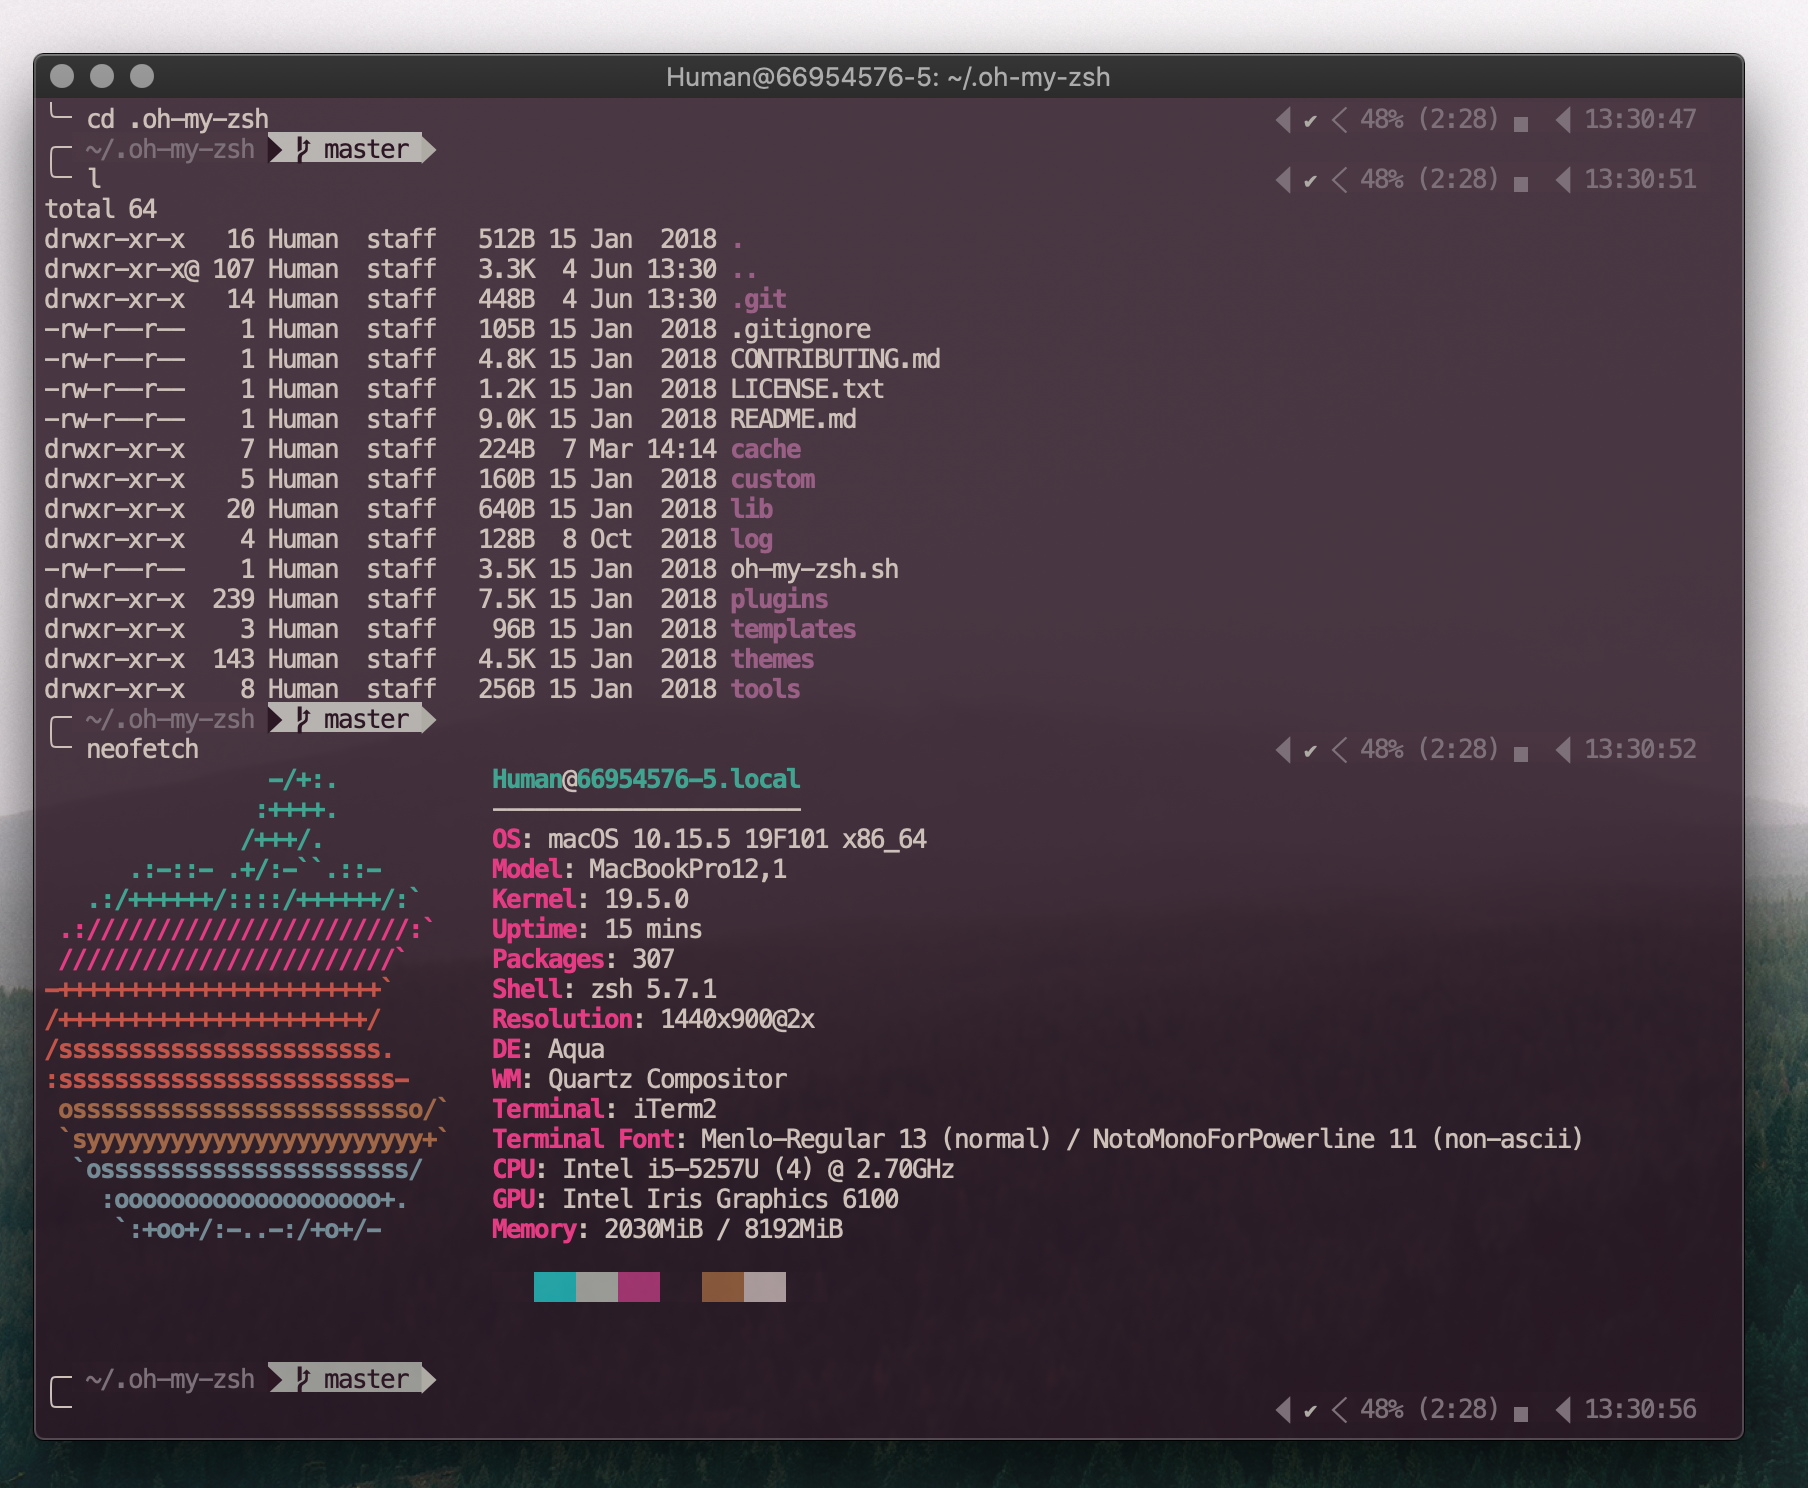 Human@66954576-5: ~/.oh-my-zsh
cd .oh-my-zsh ✔ 48% (2:28) 13:30:47
~/.oh-my-zsh master
l ✔ 48% (2:28) 13:30:51
total 64
drwxr-xr-x 16 Human staff 512B 15 Jan 2018 .
drwxr-xr-x@ 107 Human staff 3.3K 4 Jun 13:30 ..
drwxr-xr-x 14 Human staff 448B 4 Jun 13:30 .git
-rw-r--r-- 1 Human staff 105B 15 Jan 2018 .gitignore
-rw-r--r-- 1 Human staff 4.8K 15 Jan 2018 CONTRIBUTING.md
-rw-r--r-- 1 Human staff 1.2K 15 Jan 2018 LICENSE.txt
-rw-r--r-- 1 Human staff 9.0K 15 Jan 2018 README.md
drwxr-xr-x 7 Human staff 224B 7 Mar 14:14 cache
drwxr-xr-x 5 Human staff 160B 15 Jan 2018 custom
drwxr-xr-x 20 Human staff 640B 15 Jan 2018 lib
drwxr-xr-x 4 Human staff 128B 8 Oct 2018 log
-rw-r--r-- 1 Human staff 3.5K 15 Jan 2018 oh-my-zsh.sh
drwxr-xr-x 239 Human staff 7.5K 15 Jan 2018 plugins
drwxr-xr-x 3 Human staff 96B 15 Jan 2018 templates
drwxr-xr-x 143 Human staff 4.5K 15 Jan 2018 themes
drwxr-xr-x 8 Human staff 256B 15 Jan 2018 tools
~/.oh-my-zsh master
neofetch ✔ 48% (2:28) 13:30:52
-/+:. Human@66954576-5.local
:++++. ----------------------
/+++/. OS: macOS 10.15.5 19F101 x86_64
.:-::- .+/:-``.::- Model: MacBookPro12,1
.:/++++++/::::/++++++/:` Kernel: 19.5.0
.:///////////////////////:` Uptime: 15 mins
////////////////////////` Packages: 307
-+++++++++++++++++++++++` Shell: zsh 5.7.1
/++++++++++++++++++++++/ Resolution: 1440x900@2x
/sssssssssssssssssssssss. DE: Aqua
:ssssssssssssssssssssssss- WM: Quartz Compositor
osssssssssssssssssssssssso/` Terminal: iTerm2
`syyyyyyyyyyyyyyyyyyyyyyyy+` Terminal Font: Menlo-Regular 13 (normal) / NotoMonoForPowerline 11 (non-ascii)
`ossssssssssssssssssssss/ CPU: Intel i5-5257U (4) @ 2.70GHz
:ooooooooooooooooooo+. GPU: Intel Iris Graphics 6100
`:+oo+/:-..-:/+o+/- Memory: 2030MiB / 8192MiB
~/.oh-my-zsh master
✔ 48% (2:28) 13:30:56